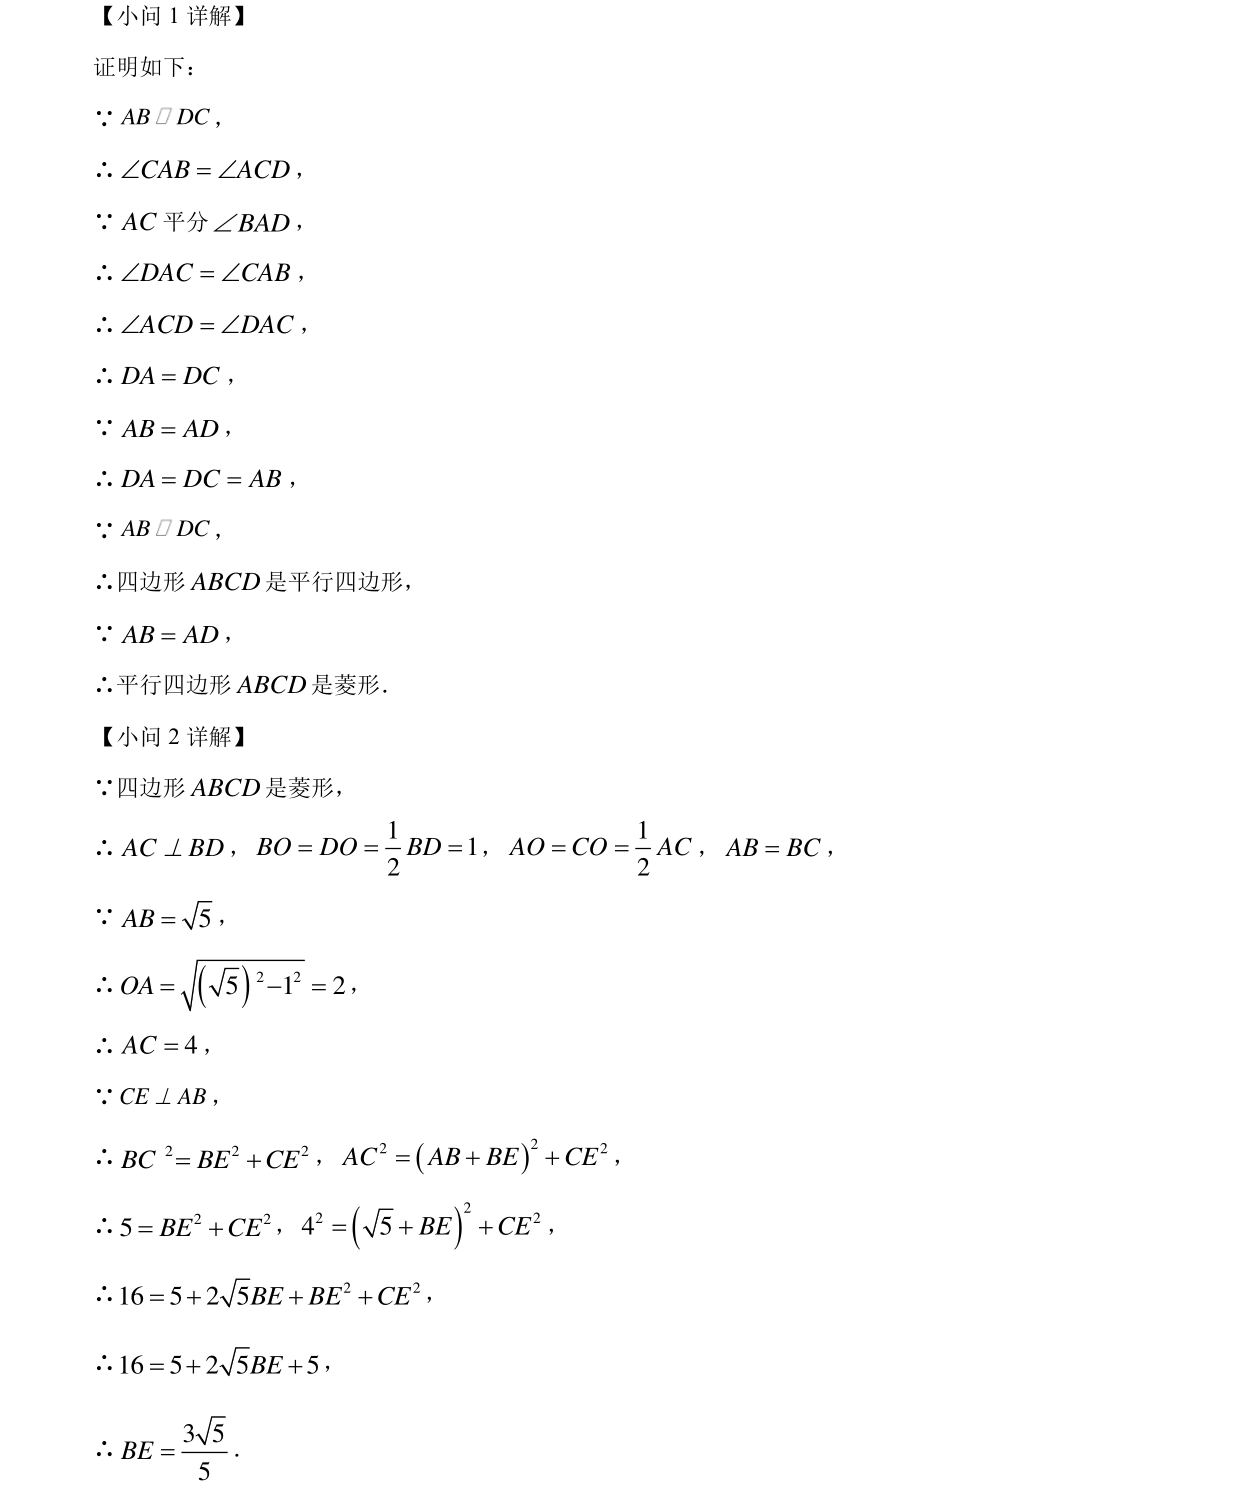 【小问 1 详解】
证明如下：
∵ AB ▱ DC，
∴ ∠CAB = ∠ACD，
∵ AC 平分 ∠BAD，
∴ ∠DAC = ∠CAB，
∴ ∠ACD = ∠DAC，
∴ DA = DC，
∵ AB = AD，
∴ DA = DC = AB，
∵ AB ▱ DC，
∴四边形 ABCD 是平行四边形，
∵ AB = AD，
∴平行四边形 ABCD 是菱形．
【小问 2 详解】
∵四边形 ABCD 是菱形，
∴ AC ⊥ BD， BO = DO = 1/2 BD = 1， AO = CO = 1/2 AC， AB = BC，
∵ AB = √5，
∴ OA = √((√5)²−1²) = 2，
∴ AC = 4，
∵ CE ⊥ AB，
∴ BC ²= BE² + CE²， AC² = (AB + BE)² + CE²，
∴ 5 = BE² + CE²， 4² = (√5 + BE)² + CE²，
∴16 = 5 + 2√5BE + BE² + CE²，
∴16 = 5 + 2√5BE + 5，
∴ BE = 3√5/5．